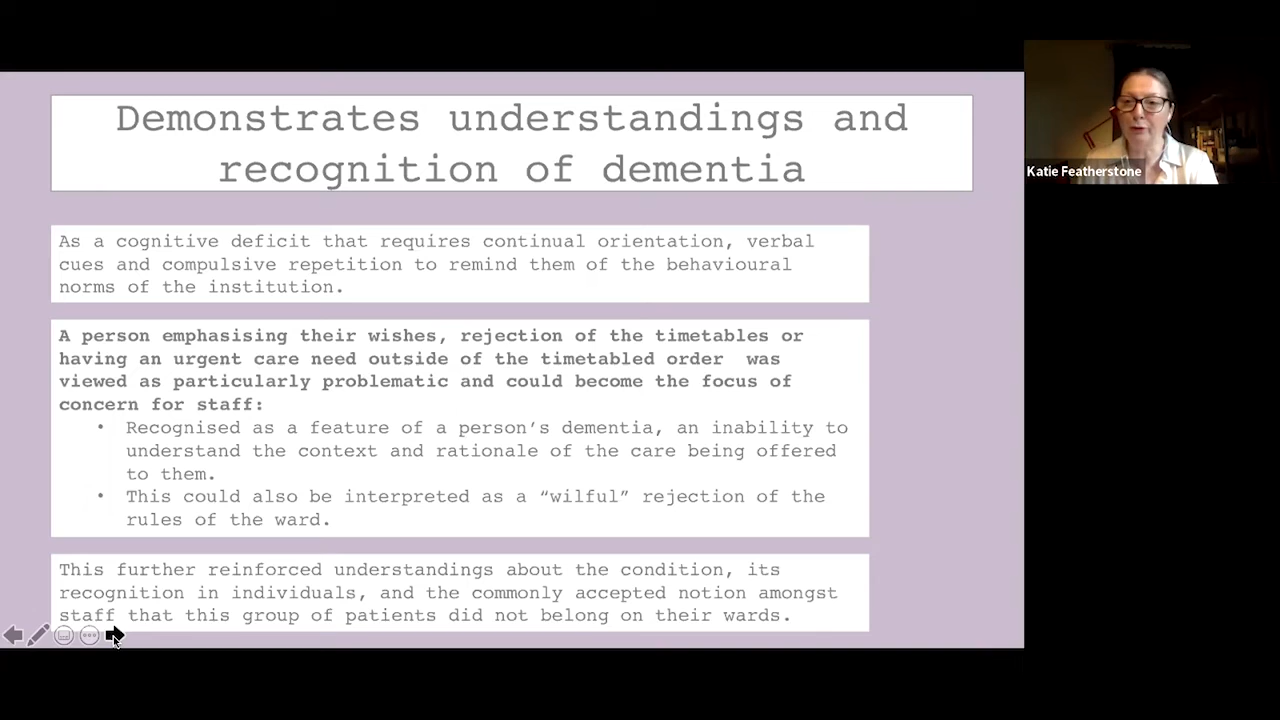 Demonstrates understandings and
recognition of dementia
As a cognitive deficit that requires continual orientation, verbal
cues and compulsive repetition to remind them of the behavioural
norms of the institution.
A person emphasising their wishes, rejection of the timetables or
having an urgent care need outside of the timetabled order was
viewed as particularly problematic and could become the focus of
concern for staff:
• Recognised as a feature of a person’s dementia, an inability to
understand the context and rationale of the care being offered
to them.
• This could also be interpreted as a “wilful” rejection of the
rules of the ward.
This further reinforced understandings about the condition, its
recognition in individuals, and the commonly accepted notion amongst
staff that this group of patients did not belong on their wards.
Katie Featherstone